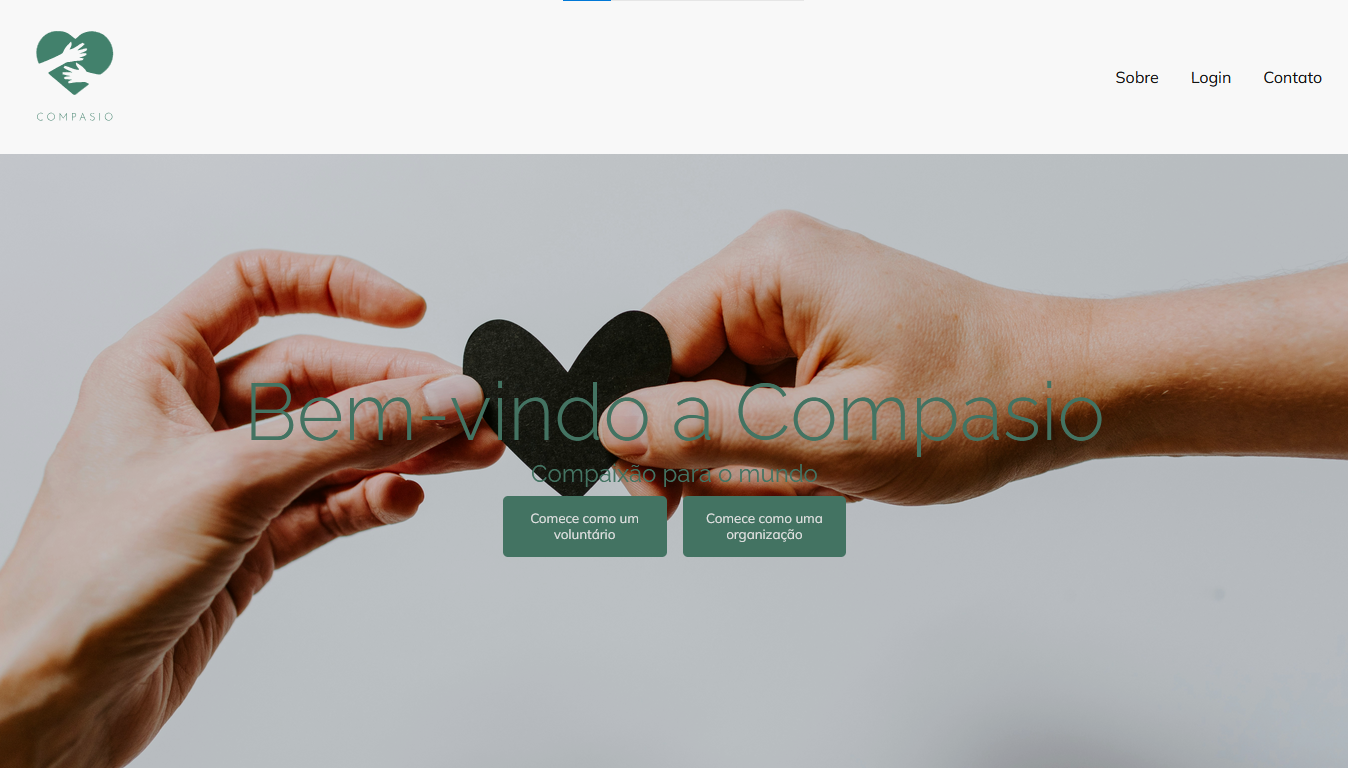 COMPASIO
Sobre
Login
Contato
Bem-vindo a Compasio
Compaixão para o mundo
Comece como um
voluntário
Comece como uma
organização